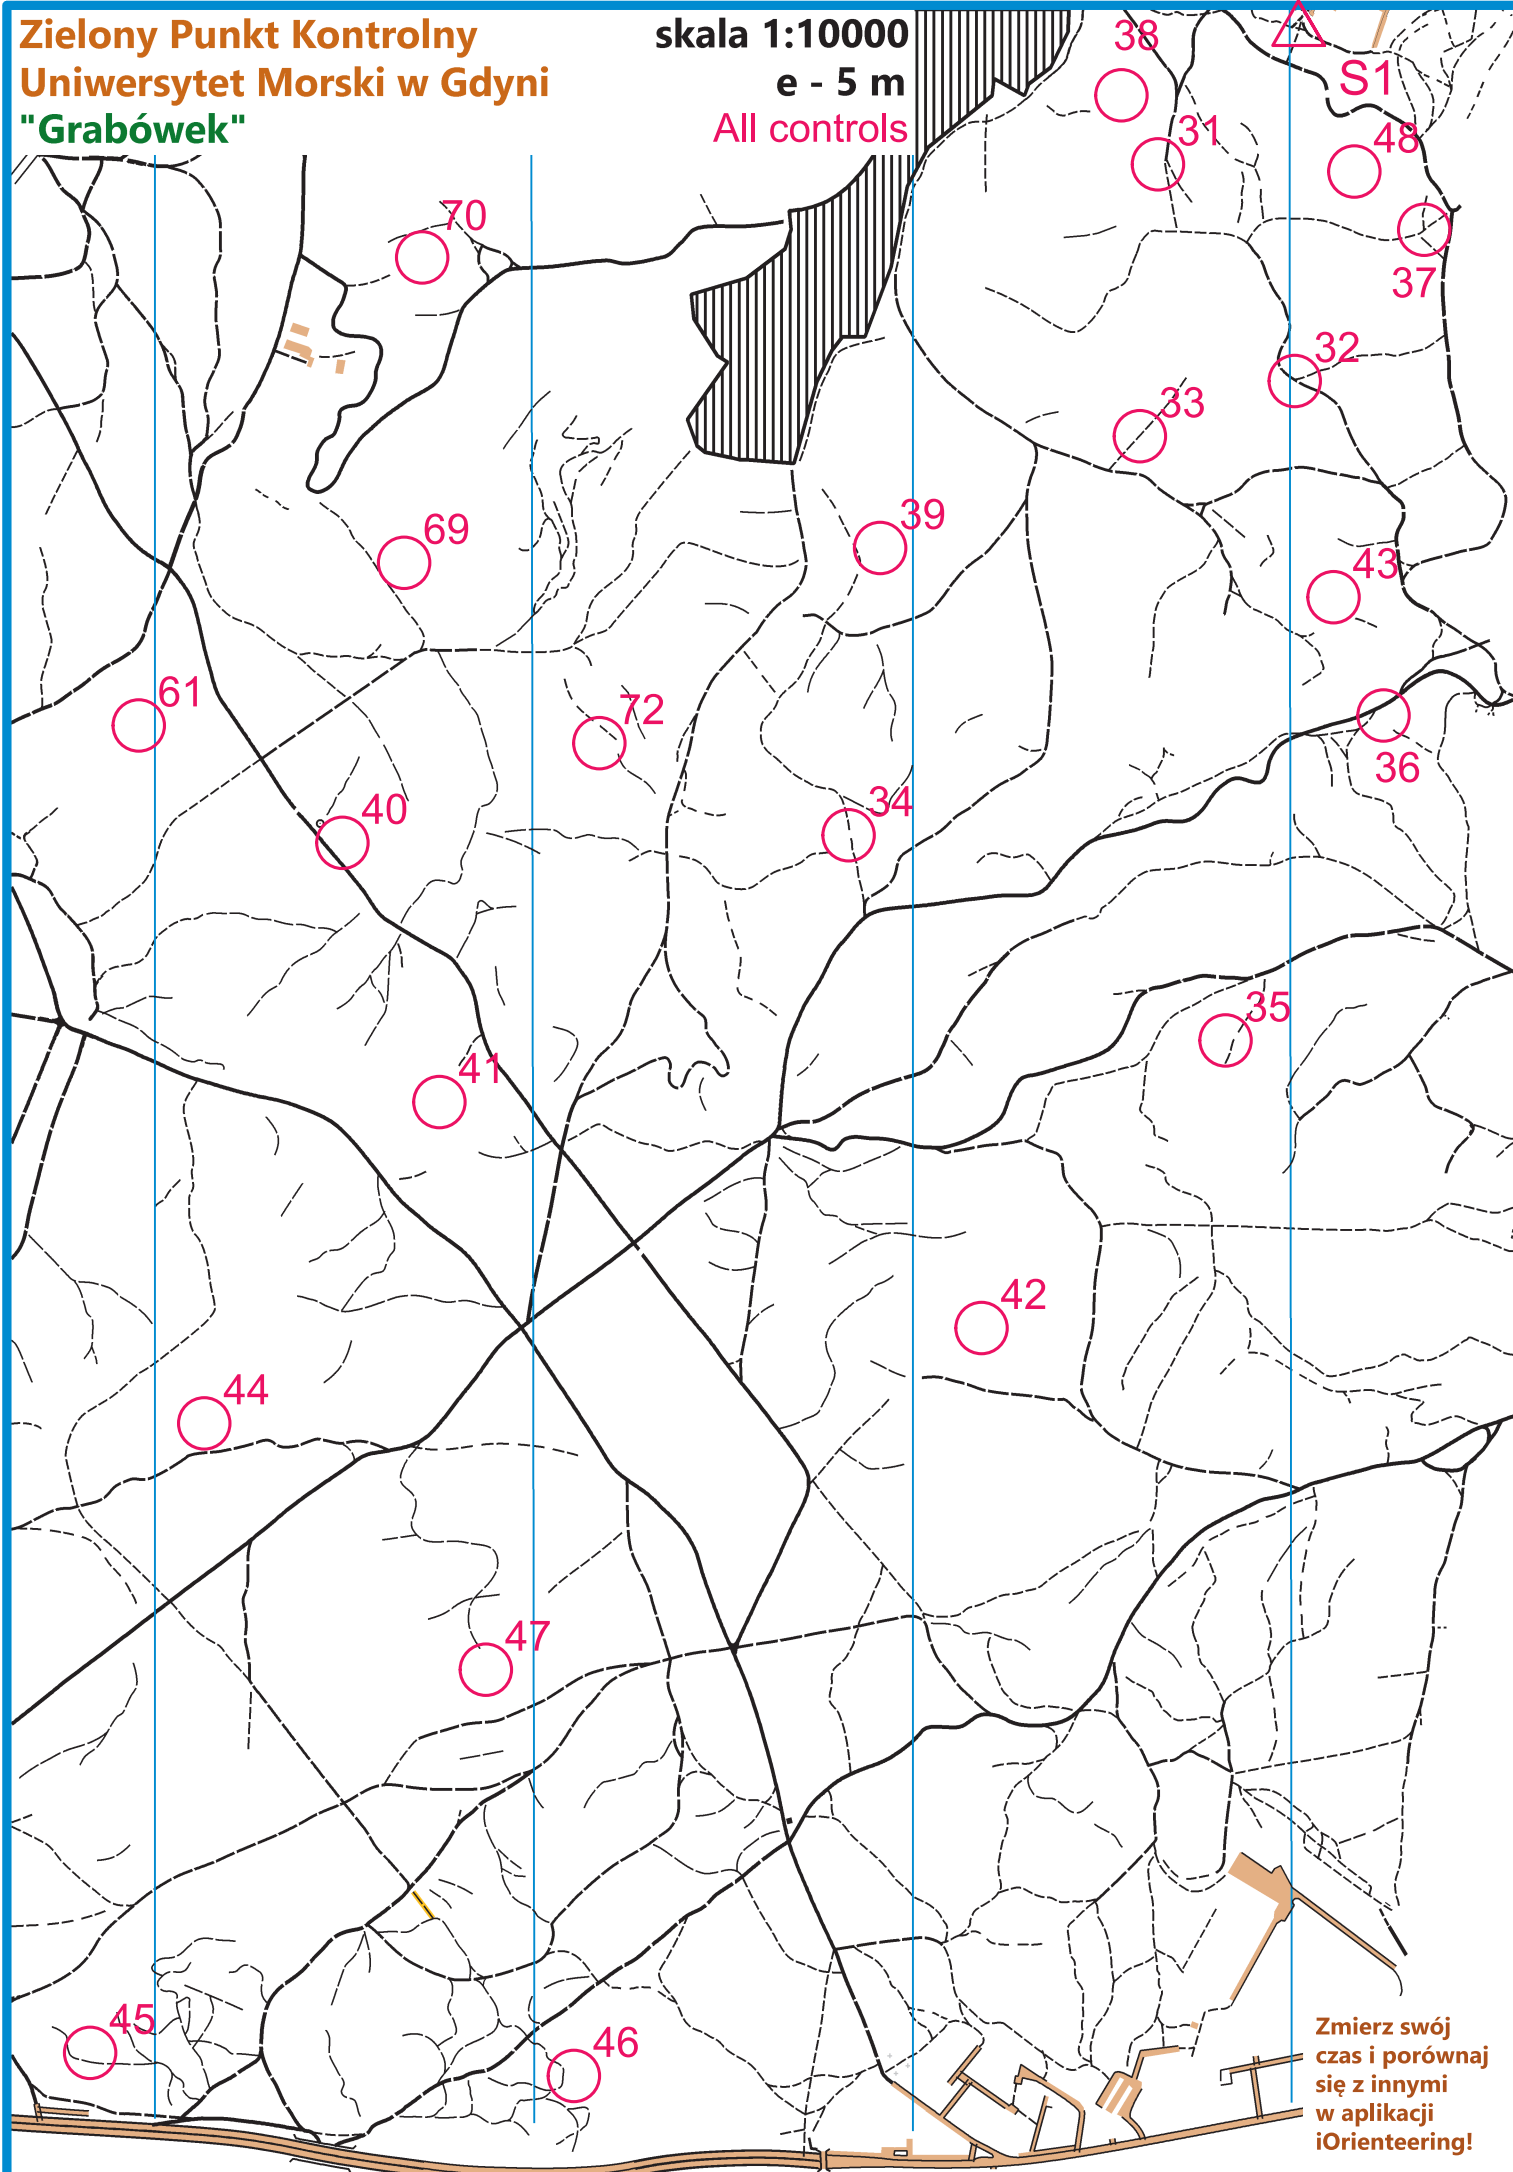 Zielony Punkt Kontrolny
Uniwersytet Morski w Gdyni
"Grabówek"
skala 1:10000
e - 5 m
All controls
38
S1
31
48
70
37
32
33
39
69
43
61
72
36
40
34
35
41
42
44
47
45
46
Zmierz swój
czas i porównaj
się z innymi
w aplikacji
iOrienteering!